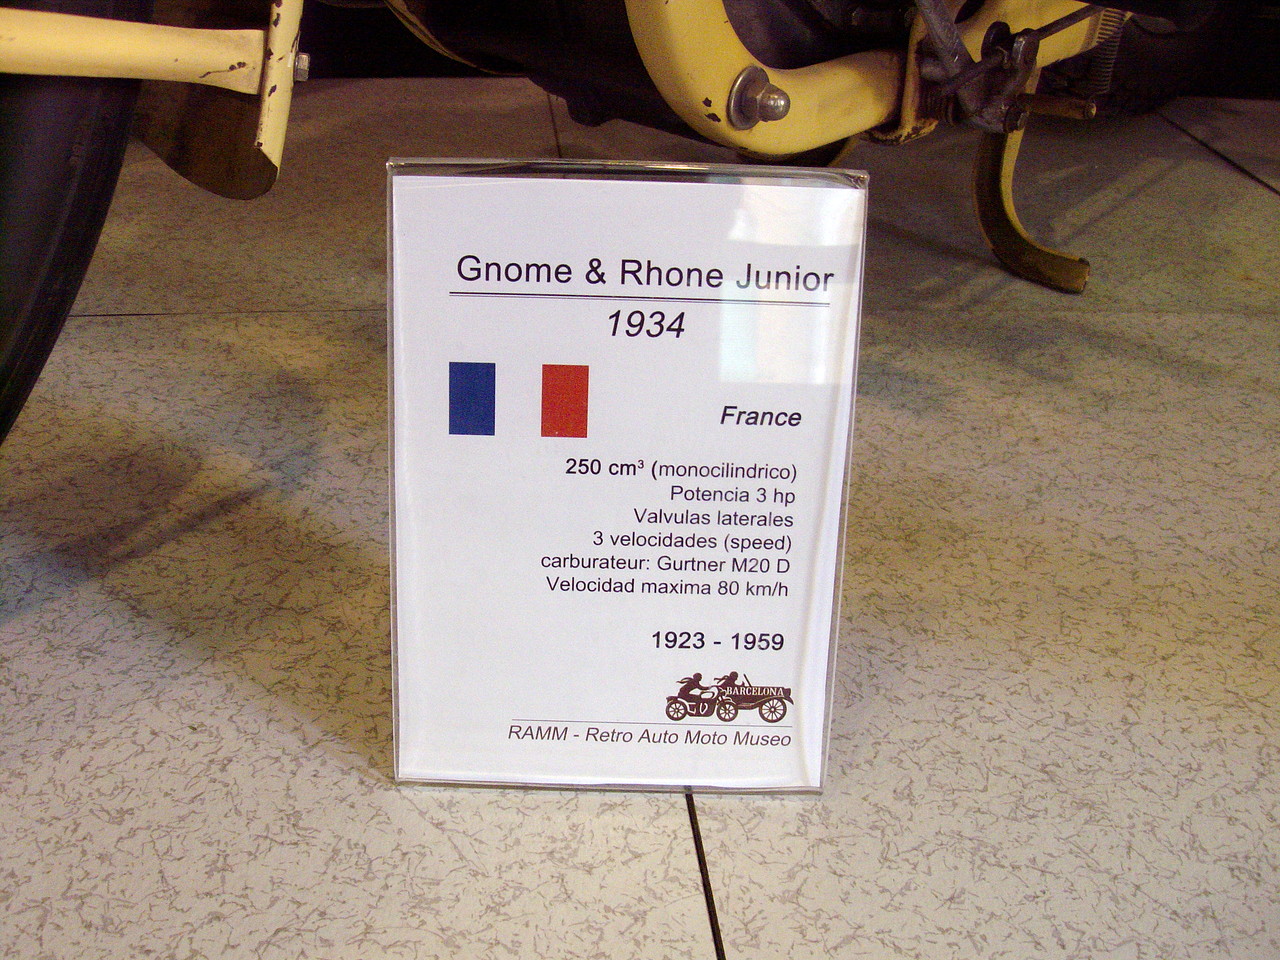 Gnome & Rhone Junior
1934
France
250 cm³ (monocilindrico)
Potencia 3 hp
Valvulas laterales
3 velocidades (speed)
carburateur: Gurtner M20 D
Velocidad maxima 80 km/h
1923 - 1959
BARCELONA
RAMM - Retro Auto Moto Museo